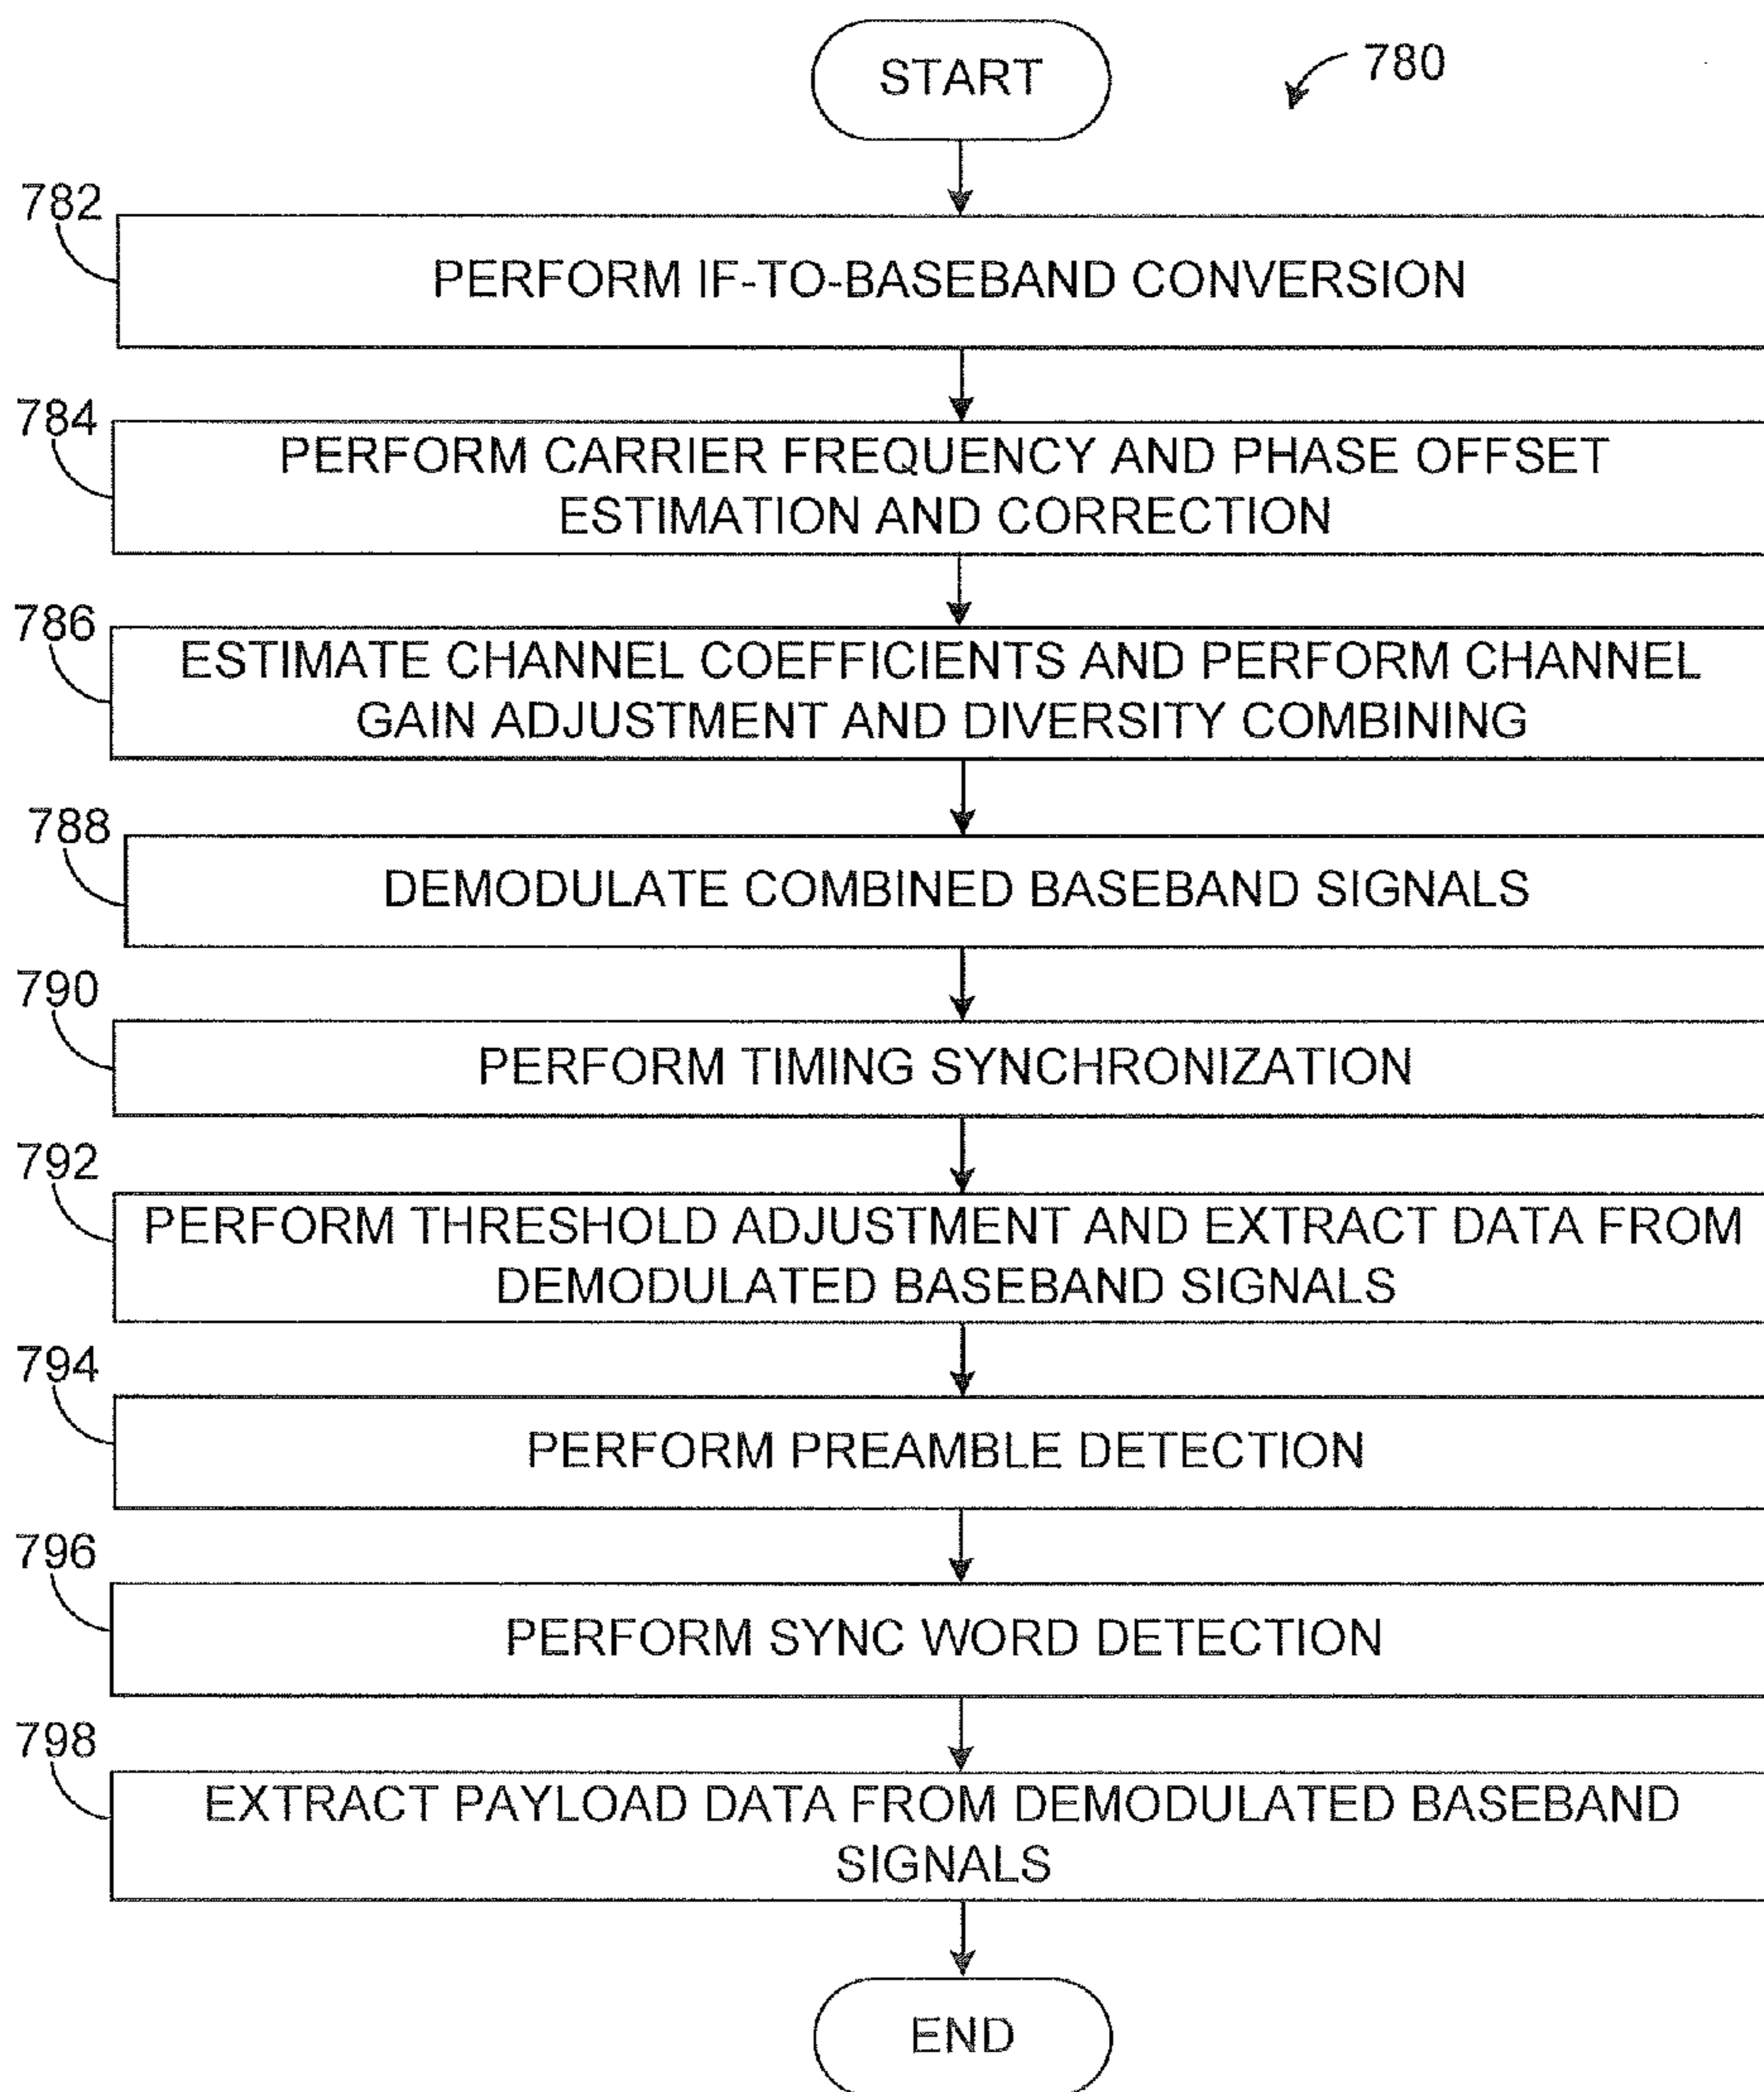 START
780
782
PERFORM IF-TO-BASEBAND CONVERSION
784
PERFORM CARRIER FREQUENCY AND PHASE OFFSET
ESTIMATION AND CORRECTION
786
ESTIMATE CHANNEL COEFFICIENTS AND PERFORM CHANNEL
GAIN ADJUSTMENT AND DIVERSITY COMBINING
788
DEMODULATE COMBINED BASEBAND SIGNALS
790
PERFORM TIMING SYNCHRONIZATION
792
PERFORM THRESHOLD ADJUSTMENT AND EXTRACT DATA FROM
DEMODULATED BASEBAND SIGNALS
794
PERFORM PREAMBLE DETECTION
796
PERFORM SYNC WORD DETECTION
798
EXTRACT PAYLOAD DATA FROM DEMODULATED BASEBAND
SIGNALS
END